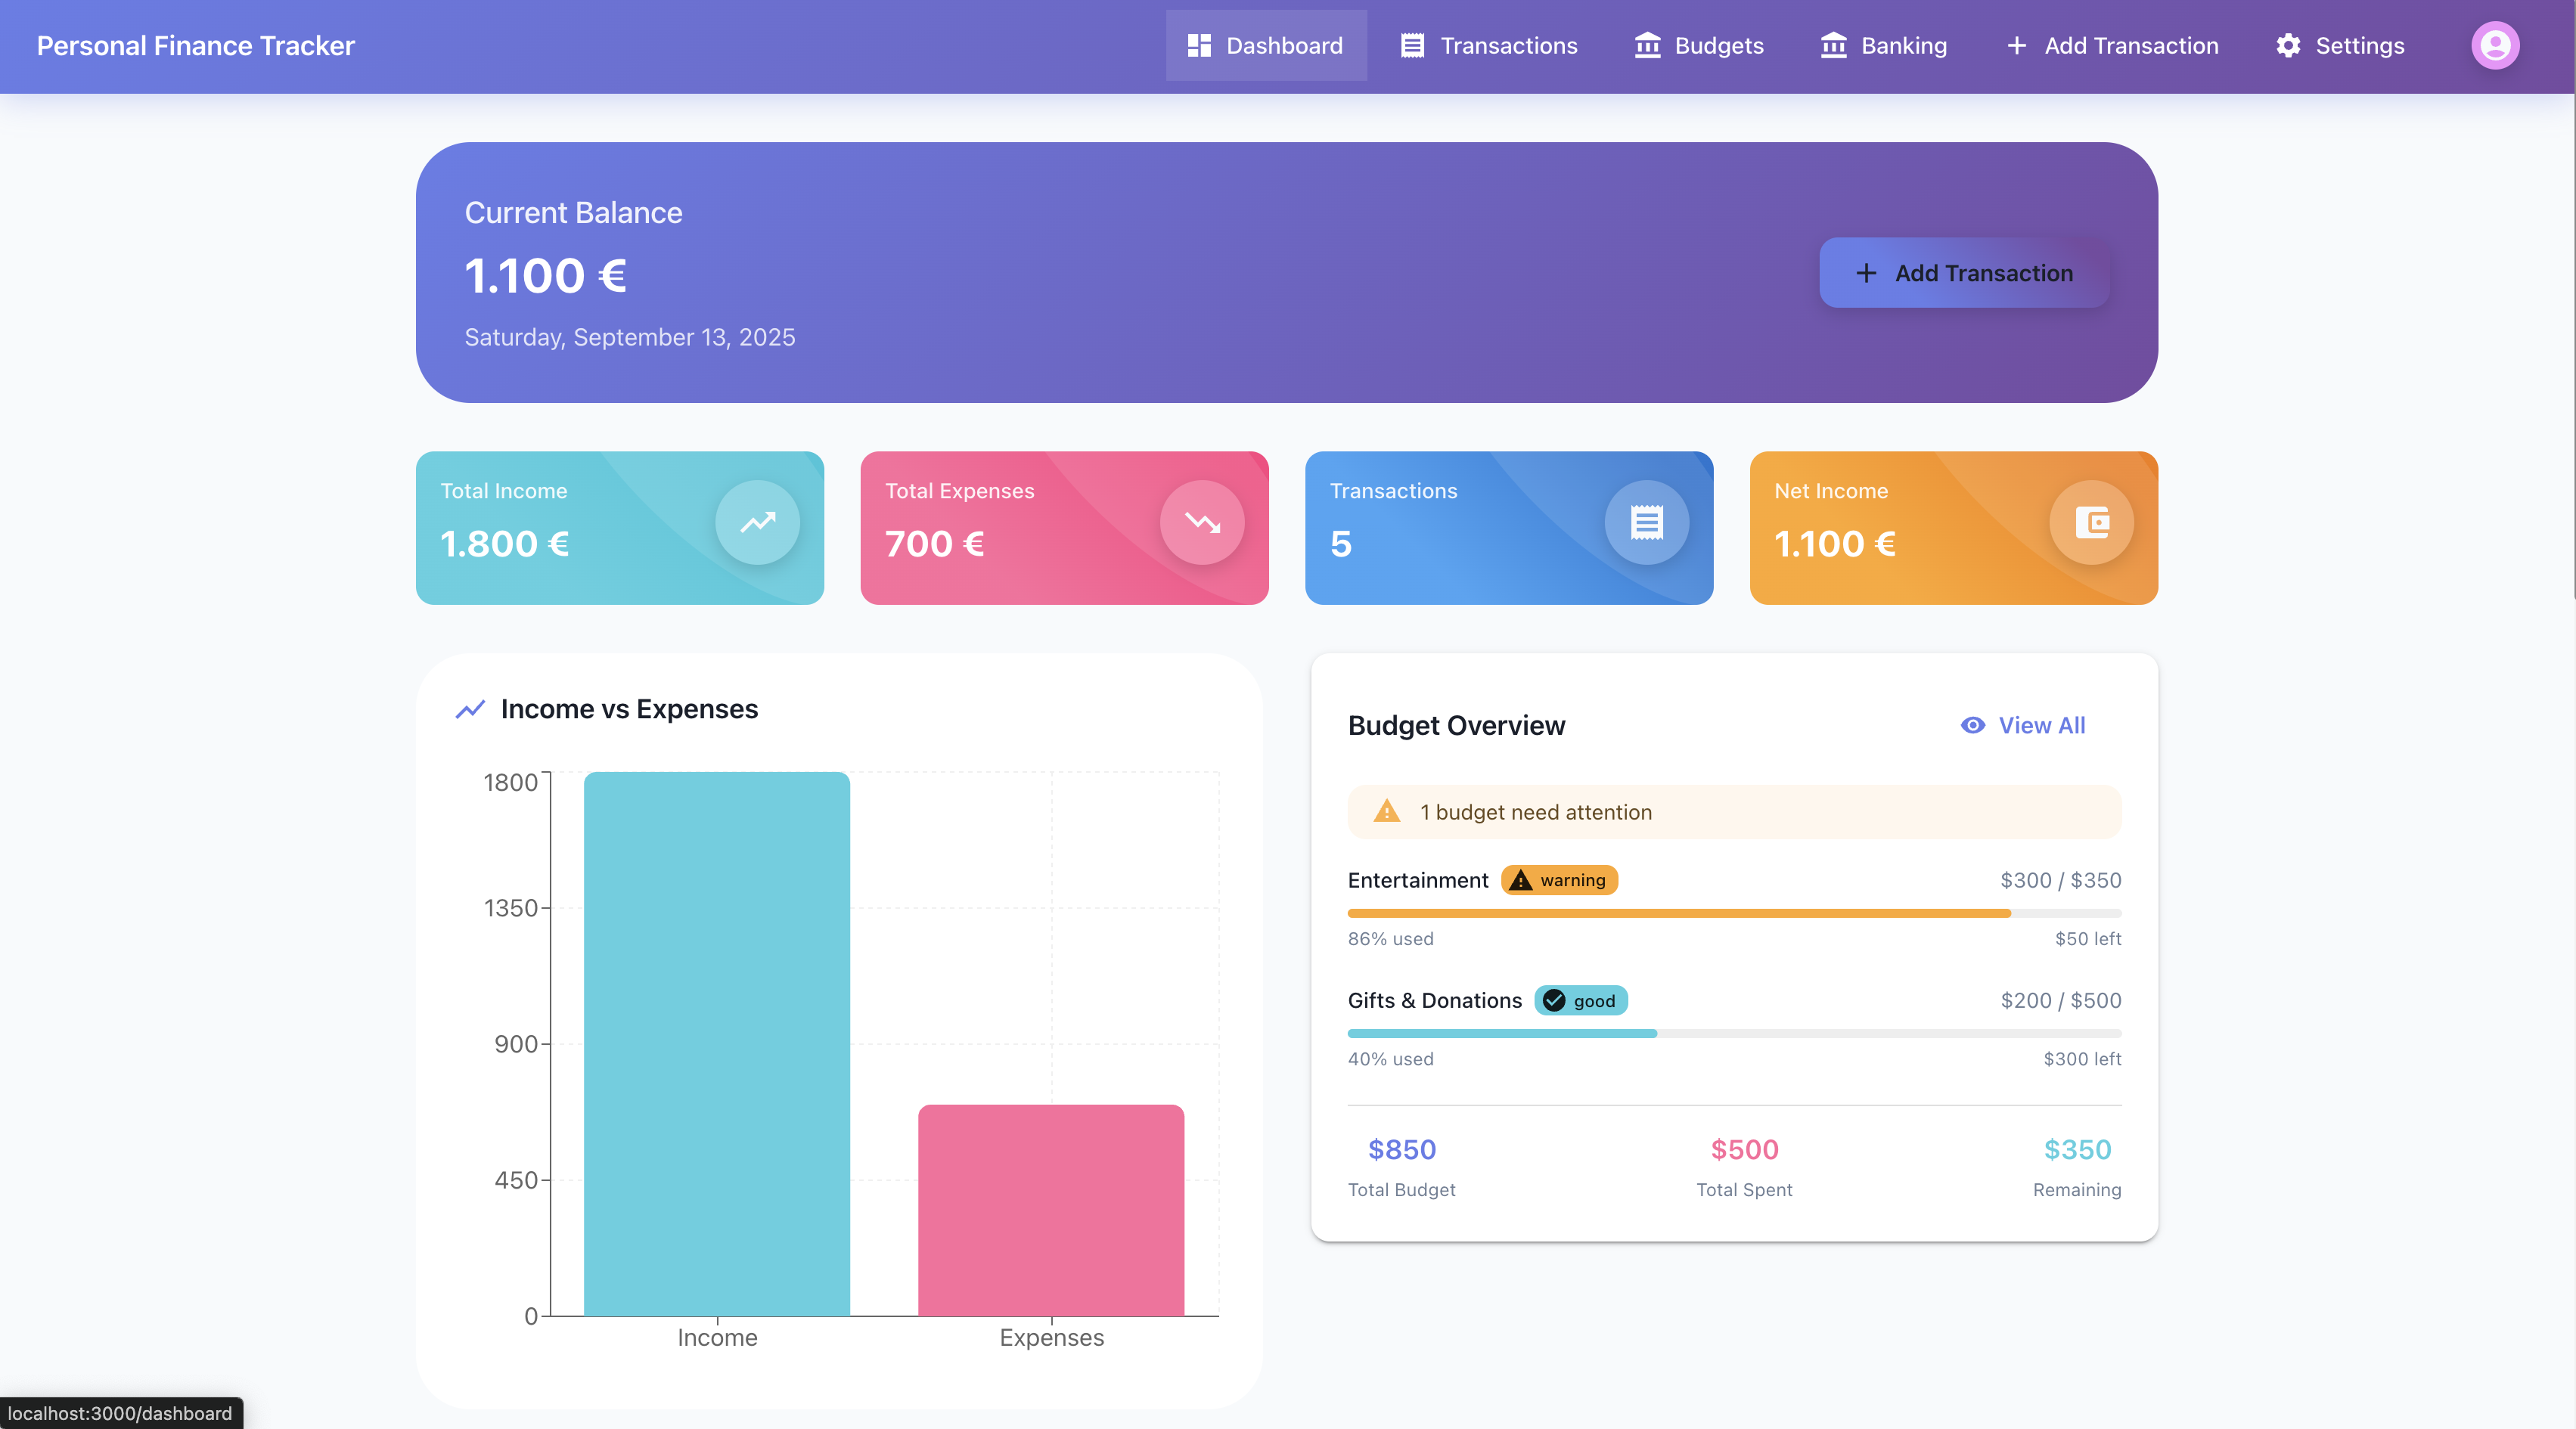 Personal Finance Tracker
Dashboard
Transactions
Budgets
Banking
Add Transaction
Settings
Current Balance
1.100 €
Saturday, September 13, 2025
Add Transaction
Total Income
1.800 €
Total Expenses
700 €
Transactions
5
Net Income
1.100 €
Income vs Expenses
1800
1350
900
450
0
Income
Expenses
Budget Overview
View All
1 budget need attention
Entertainment warning $300 / $350
86% used $50 left
Gifts & Donations good $200 / $500
40% used $300 left
$850 $500 $350
Total Budget Total Spent Remaining
localhost:3000/dashboard